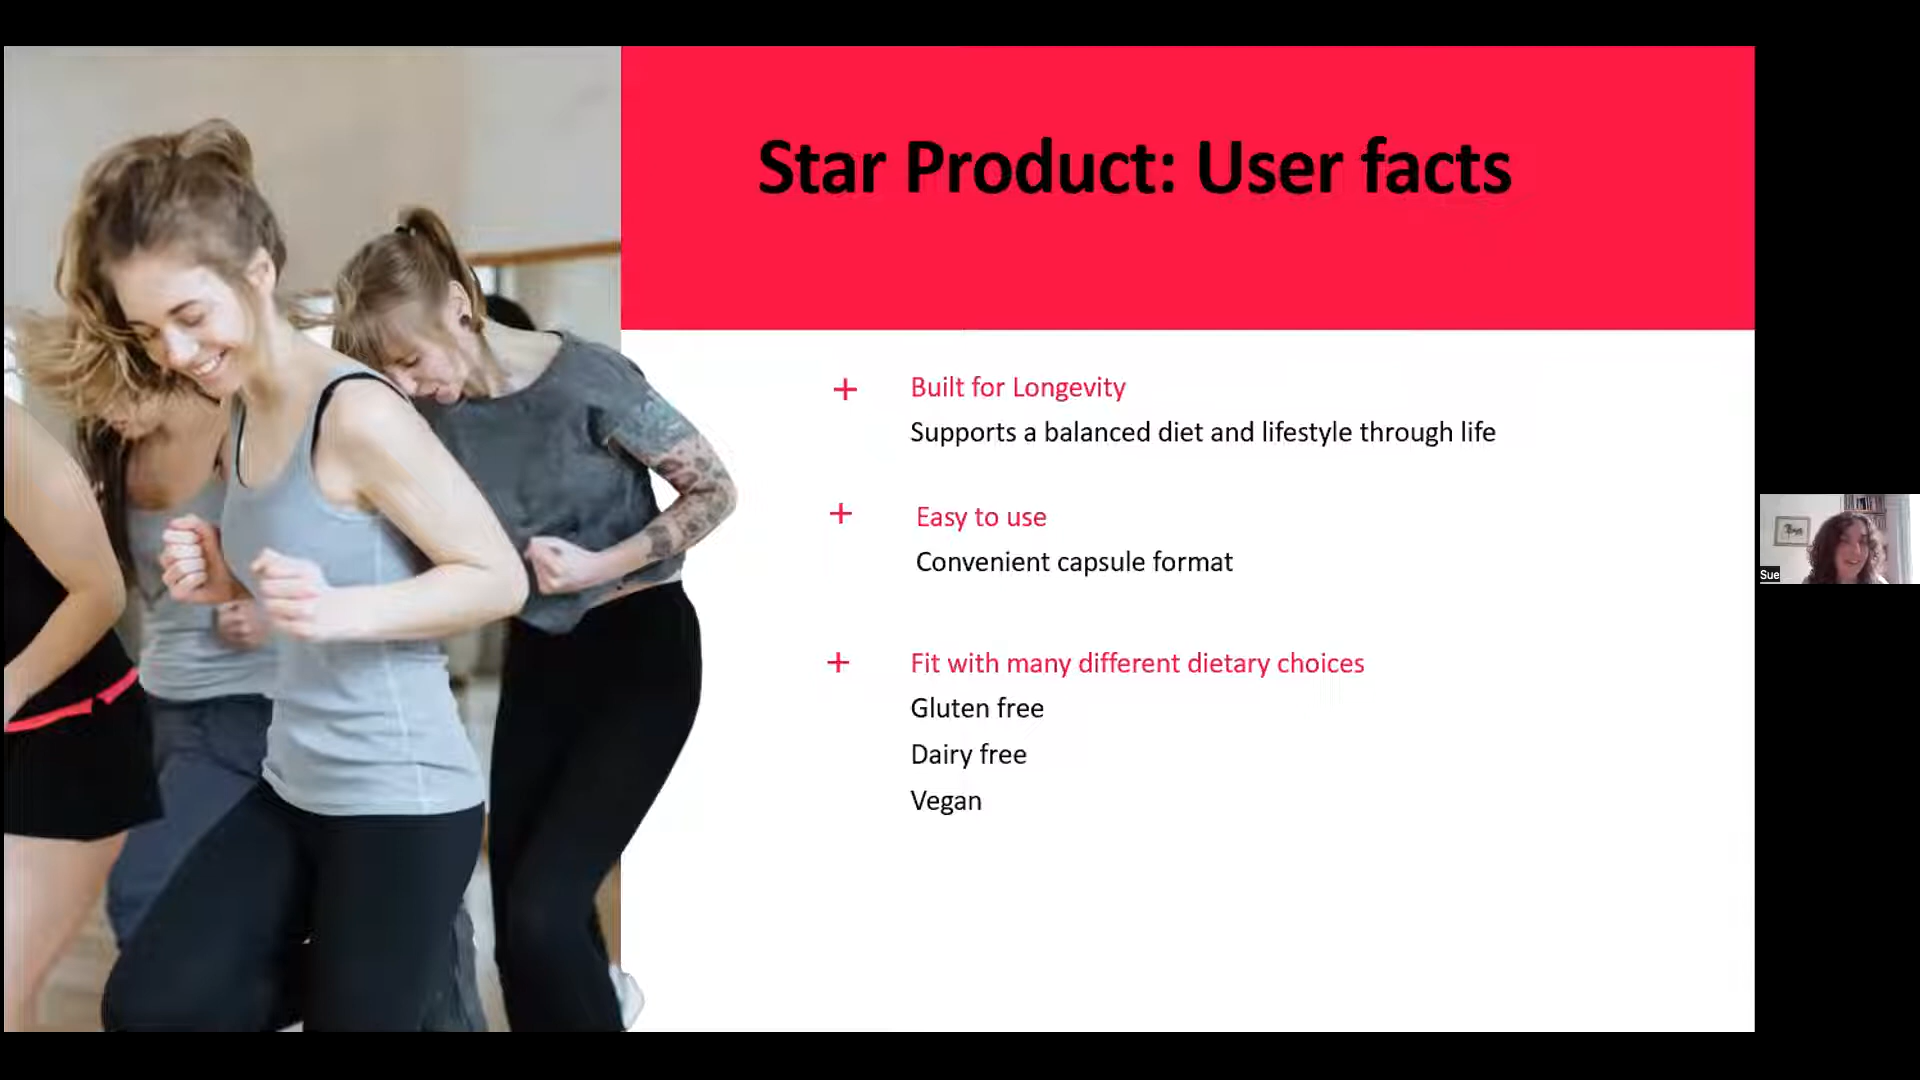 Star Product: User facts
+ Built for Longevity
Supports a balanced diet and lifestyle through life
+ Easy to use
Convenient capsule format
+ Fit with many different dietary choices
Gluten free
Dairy free
Vegan
Sue